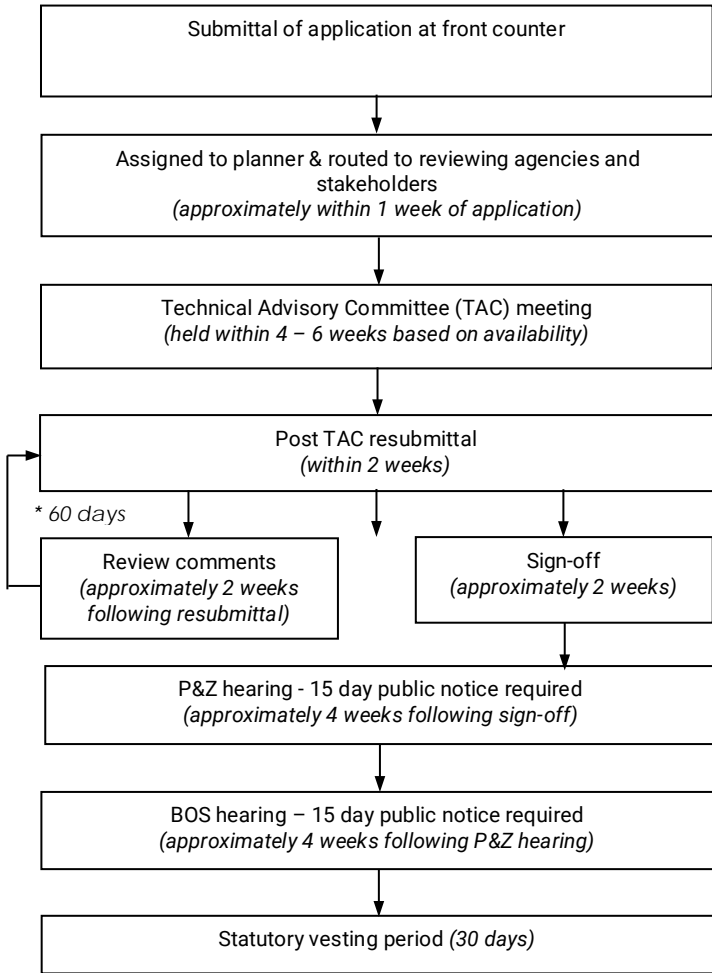 Submittal of application at front counter
Assigned to planner & routed to reviewing agencies and
stakeholders
(approximately within 1 week of application)
Technical Advisory Committee (TAC) meeting
(held within 4 – 6 weeks based on availability)
Post TAC resubmittal
(within 2 weeks)
* 60 days
Review comments
(approximately 2 weeks
following resubmittal)
Sign-off
(approximately 2 weeks)
P&Z hearing - 15 day public notice required
(approximately 4 weeks following sign-off)
BOS hearing – 15 day public notice required
(approximately 4 weeks following P&Z hearing)
Statutory vesting period (30 days)